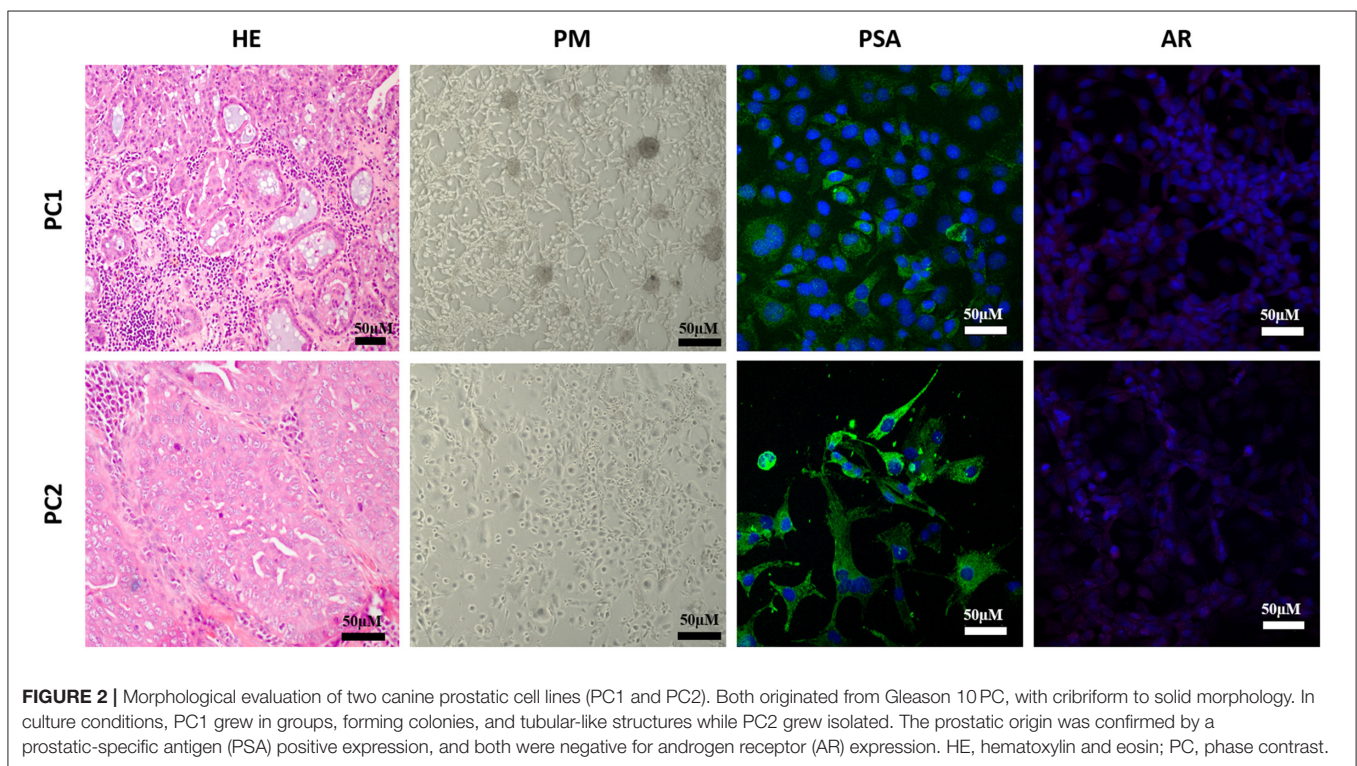 HE PM PSA AR
PC1
50µM 50µM 50µM 50µM
PC2
50µM 50µM 50µM 50µM
FIGURE 2 | Morphological evaluation of two canine prostatic cell lines (PC1 and PC2). Both originated from Gleason 10 PC, with cribriform to solid morphology. In
culture conditions, PC1 grew in groups, forming colonies, and tubular-like structures while PC2 grew isolated. The prostatic origin was confirmed by a
prostatic-specific antigen (PSA) positive expression, and both were negative for androgen receptor (AR) expression. HE, hematoxylin and eosin; PC, phase contrast.